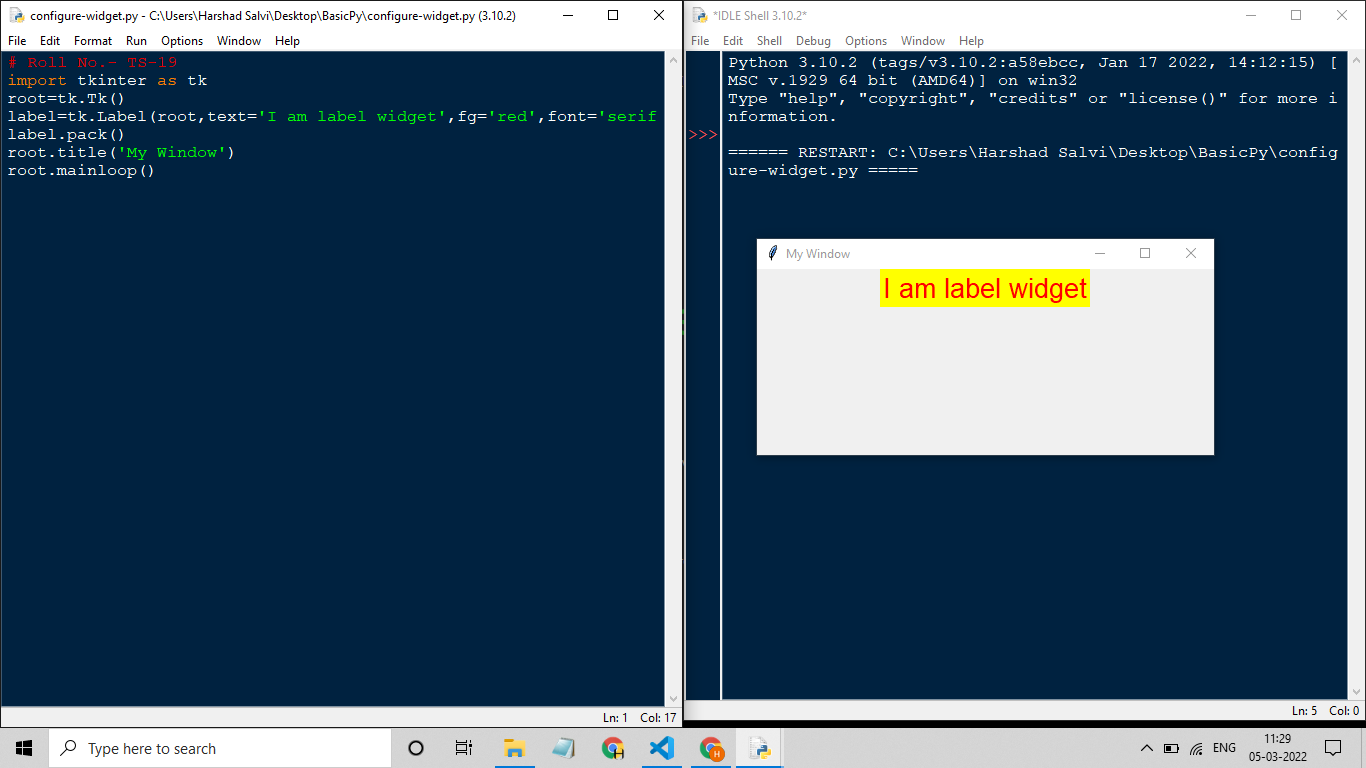 configure-widget.py - C:\Users\Harshad Salvi\Desktop\BasicPy\configure-widget.py (3.10.2)
File Edit Format Run Options Window Help
# Roll No.- TS-19
import tkinter as tk
root=tk.Tk()
label=tk.Label(root,text='I am label widget',fg='red',font='serif
label.pack()
root.title('My Window')
root.mainloop()
Ln: 1 Col: 17
*IDLE Shell 3.10.2*
File Edit Shell Debug Options Window Help
Python 3.10.2 (tags/v3.10.2:a58ebcc, Jan 17 2022, 14:12:15) [
MSC v.1929 64 bit (AMD64)] on win32
Type "help", "copyright", "credits" or "license()" for more i
nformation.
>>>
====== RESTART: C:\Users\Harshad Salvi\Desktop\BasicPy\config
ure-widget.py =====
My Window
I am label widget
Ln: 5 Col: 0
Type here to search
H
H
ENG
11:29
05-03-2022